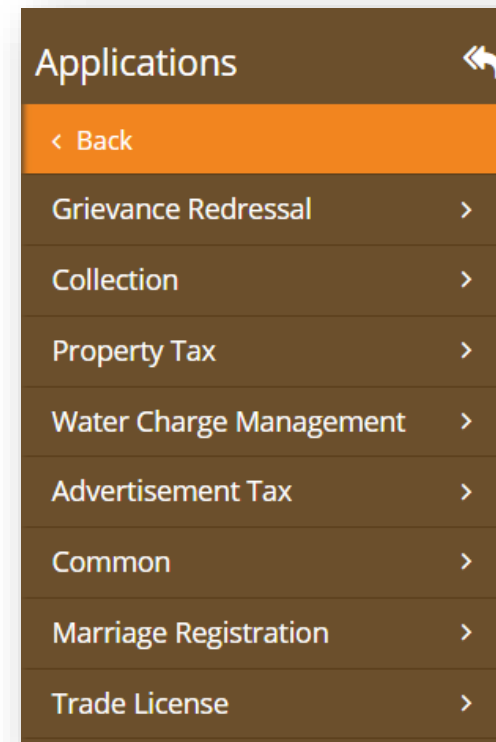 Applications
Back
Grievance Redressal
Collection
Property Tax
Water Charge Management
Advertisement Tax
Common
Marriage Registration
Trade License